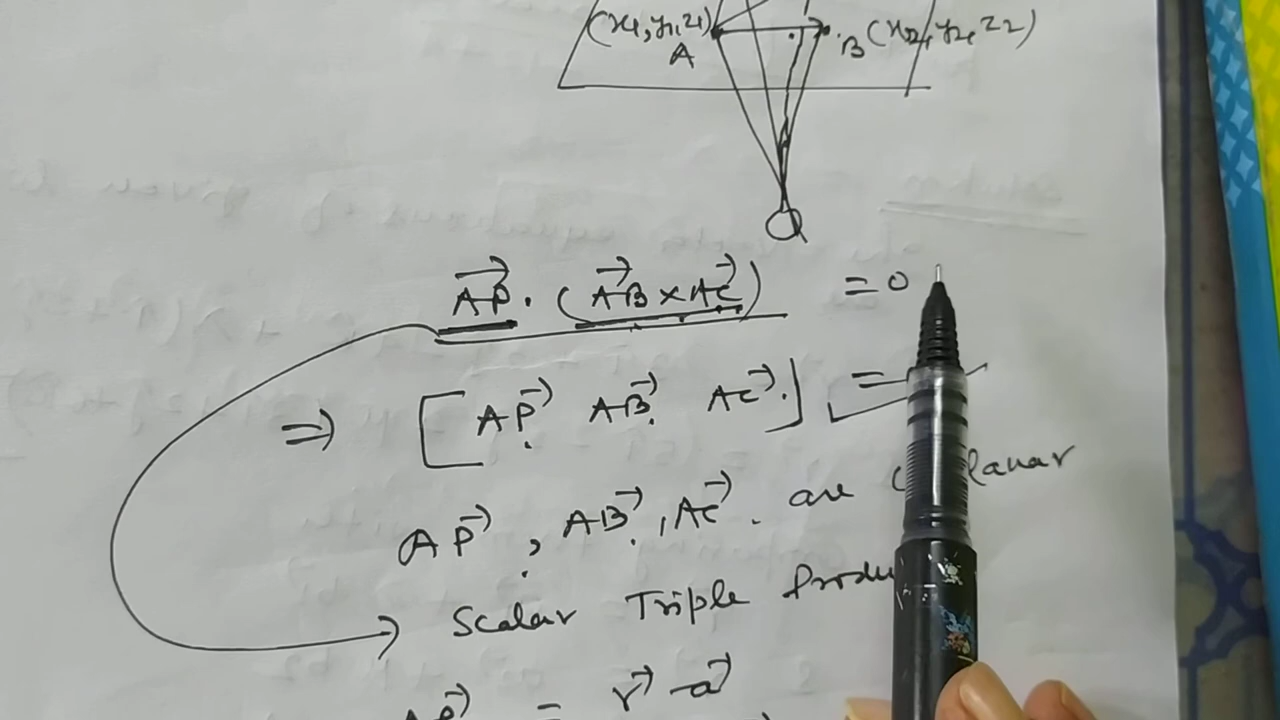 (x1, y1, z1) A B (x2, y2, z2)
AP⃗ . (AB⃗ × AC⃗) = 0
⇒ [AP⃗ AB⃗ AC⃗] =
AP⃗, AB⃗, AC⃗ are
Scalar Triple
AP⃗ = r⃗ - a⃗